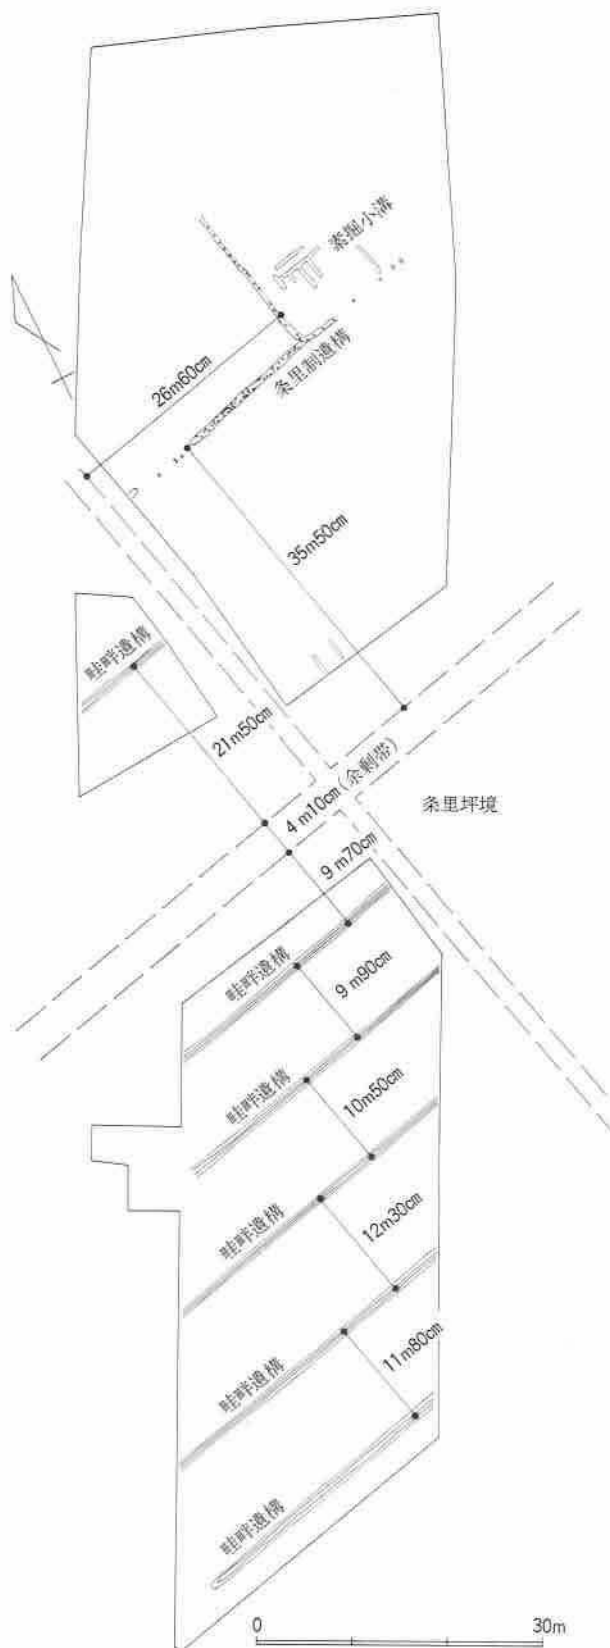 素掘小溝
26m60cm
条里制遺構
35m50cm
畦畔遺構
21m50cm
4m10cm(余剰帯)
条里坪境
9m70cm
畦畔遺構
9m90cm
畦畔遺構
10m50cm
畦畔遺構
12m30cm
畦畔遺構
11m80cm
畦畔遺構
0 30m